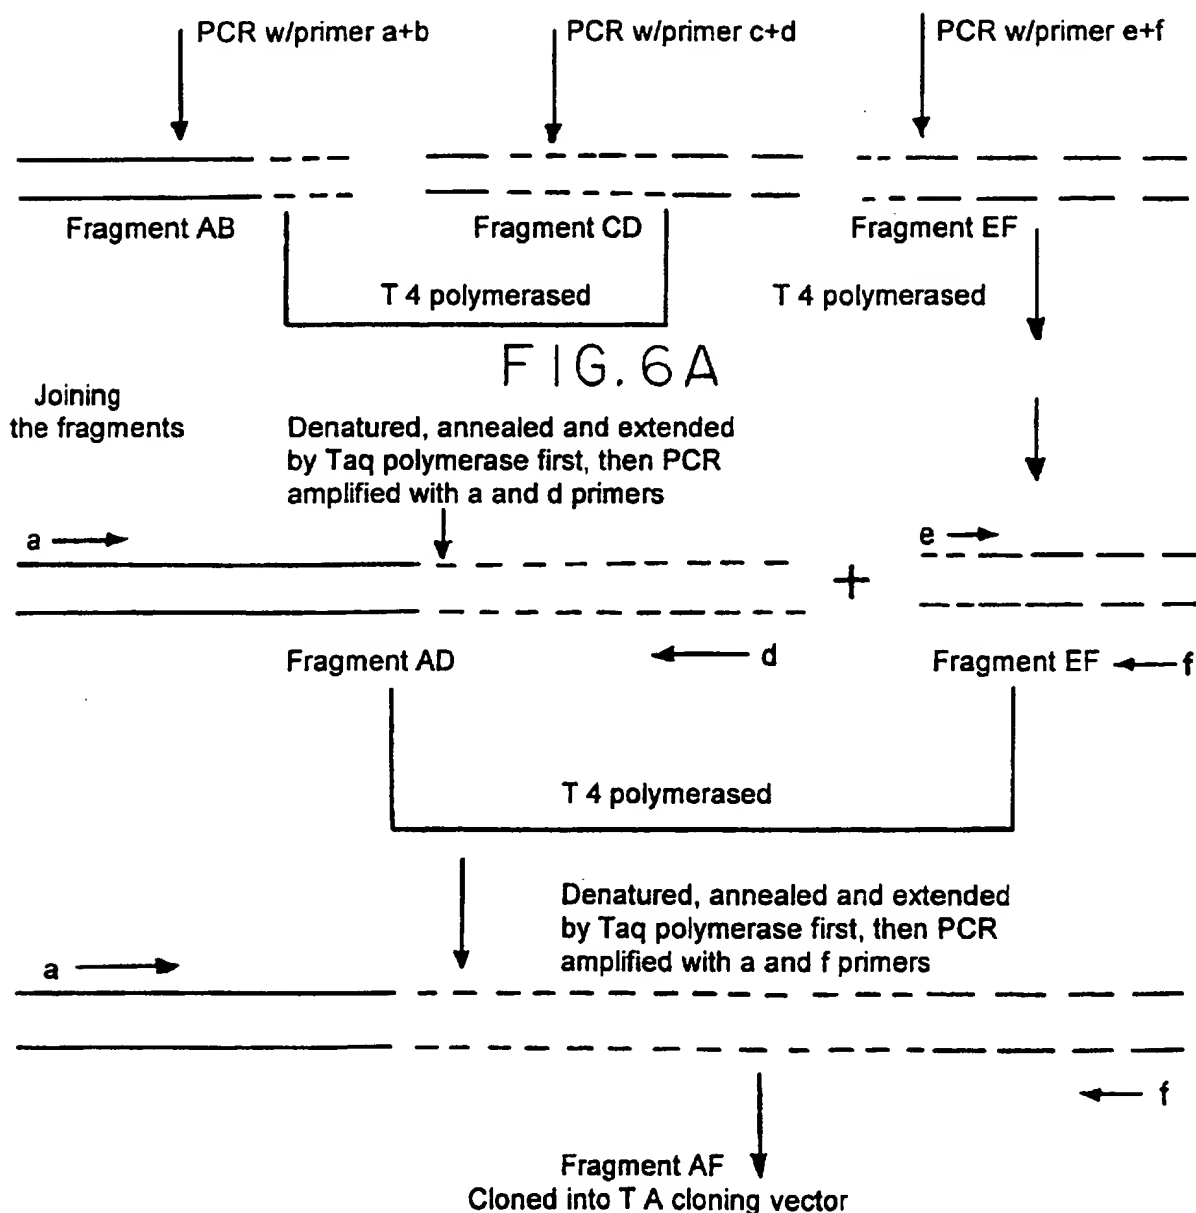 PCR w/primer a+b
PCR w/primer c+d
PCR w/primer e+f
Fragment AB
Fragment CD
Fragment EF
T 4 polymerased
T 4 polymerased
FIG. 6A
Joining
the fragments
Denatured, annealed and extended
by Taq polymerase first, then PCR
amplified with a and d primers
a
e
+
Fragment AD
d
Fragment EF
f
T 4 polymerased
Denatured, annealed and extended
by Taq polymerase first, then PCR
amplified with a and f primers
a
f
Fragment AF
Cloned into T A cloning vector